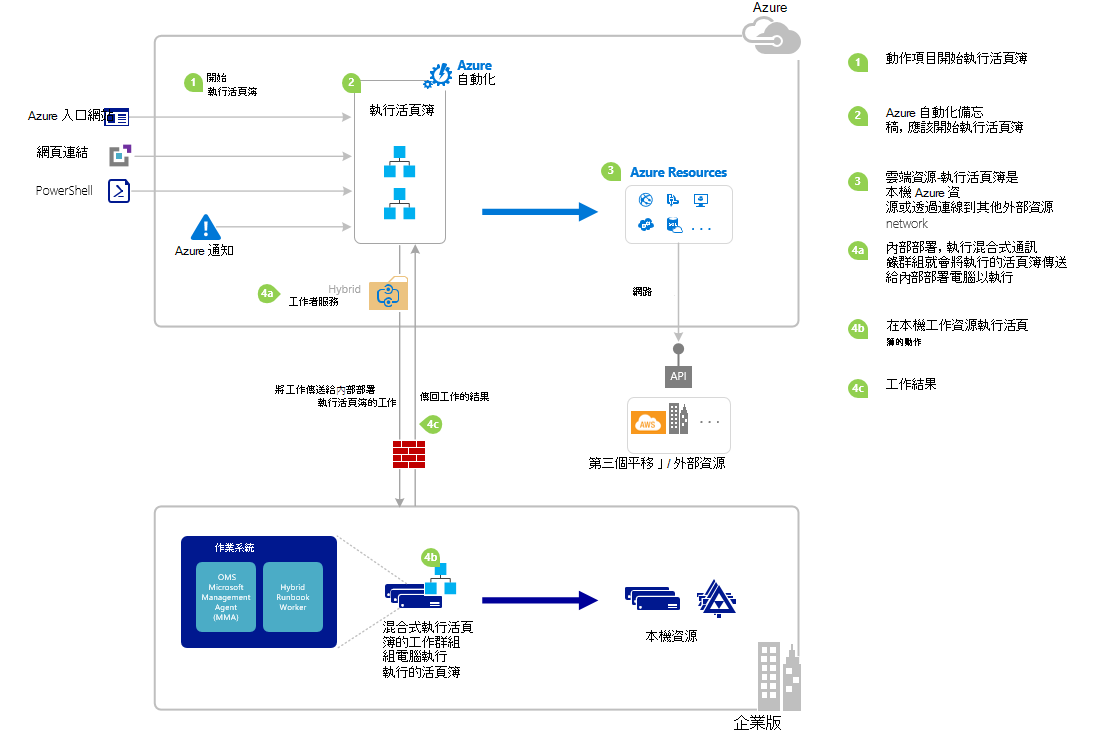 Azure
1
開始
執行活頁簿
2
Azure
自動化
執行活頁簿
Azure 入口網
網頁連結
PowerShell
Azure 通知
3
Azure Resources
SQL
. . .
4a
Hybrid
工作者服務
網路
API
AWS
. . .
第三個平移」/ 外部資源
將工作傳送給內部部署
執行活頁簿的工作
傳回工作的結果
4c
作業系統
OMS
Microsoft
Management
Agent
(MMA)
Hybrid
Runbook
Worker
4b
混合式執行活頁
簿的工作群組
組電腦執行
執行的活頁簿
本機資源
企業版
1
動作項目開始執行活頁簿
2
Azure 自動化備忘
稿，應該開始執行活頁簿
3
雲端資源-執行活頁簿是
本機 Azure 資
源或透過連線到其他外部資源
network
4a
內部部署，執行混合式通訊
錄群組就會將執行的活頁簿傳送
給內部部署電腦以執行
4b
在本機工作資源執行活頁
簿的動作
4c
工作結果